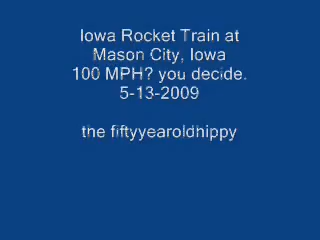 Iowa Rocket Train at
Mason City, Iowa
100 MPH? you decide.
5-13-2009
the fiftyyearoldhippy